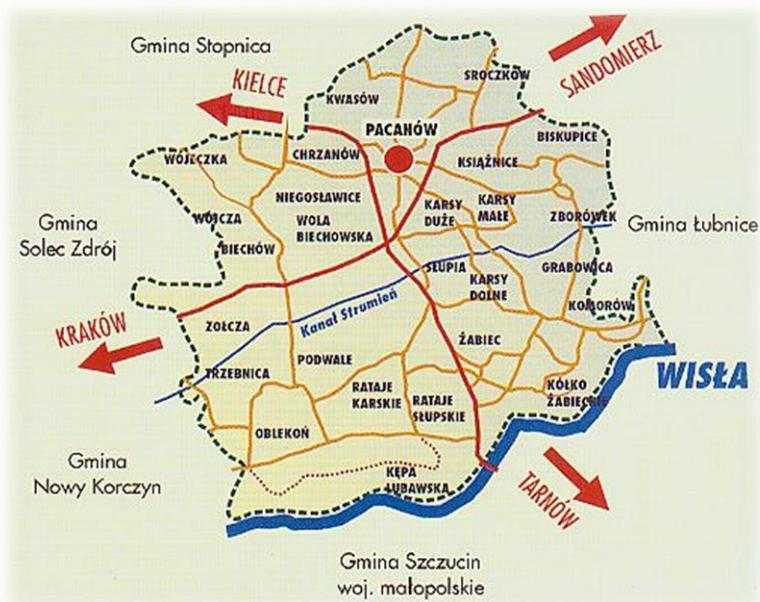 Gmina Stopnica
SANDOMIERZ
KIELCE
SROCZKÓW
KWASÓW
PACANÓW
BISKUPICE
WÓJECZKA
CHRZANÓW
KSIĄŻNICE
NIEGOSŁAWICE
KARSY
DUŻE
KARSY
MAŁE
WÓJCZA
WOLA
BIECHOWSKA
ZBORÓWEK
Gmina
Solec Zdrój
Gmina Łubnice
BIECHÓW
SŁUPIA
GRABOWICA
KARSY
DOLNE
KOMORÓW
Kanał Strumień
KRAKÓW
ZOŁCZA
ŻABIEC
TRZEBNICA
PODWALE
WISŁA
RATAJE
KARSKIE
RATAJE
SŁUPSKIE
KÓŁKO
ŻABIECKIE
OBLEKOŃ
Gmina
Nowy Korczyn
KĘPA
LUBAWSKA
TARNÓW
Gmina Szczucin
woj. małopolskie